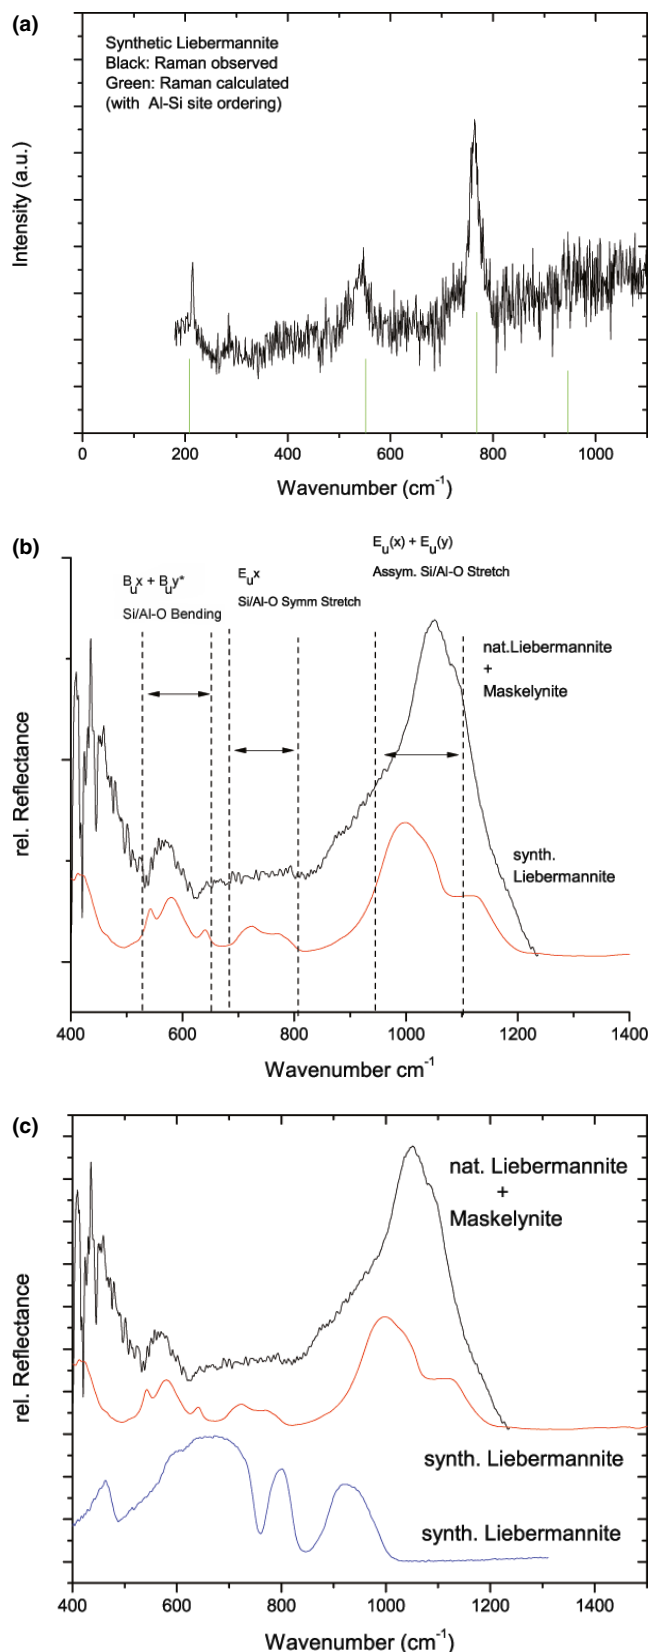 (a)
Synthetic Liebermannite
Black: Raman observed
Green: Raman calculated
(with Al-Si site ordering)
Intensity (a.u.)
0 200 400 600 800 1000
Wavenumber (cm-1)
(b)
Eu(x) + Eu(y)
Assym. Si/Al-O Stretch
Bux + Buy*
Si/Al-O Bending
Eux
Si/Al-O Symm Stretch
nat.Liebermannite
+
Maskelynite
synth.
Liebermannite
rel. Reflectance
400 600 800 1000 1200 1400
Wavenumber cm-1
(c)
nat. Liebermannite
+
Maskelynite
rel. Reflectance
synth. Liebermannite
synth. Liebermannite
400 600 800 1000 1200 1400
Wavenumber (cm-1)